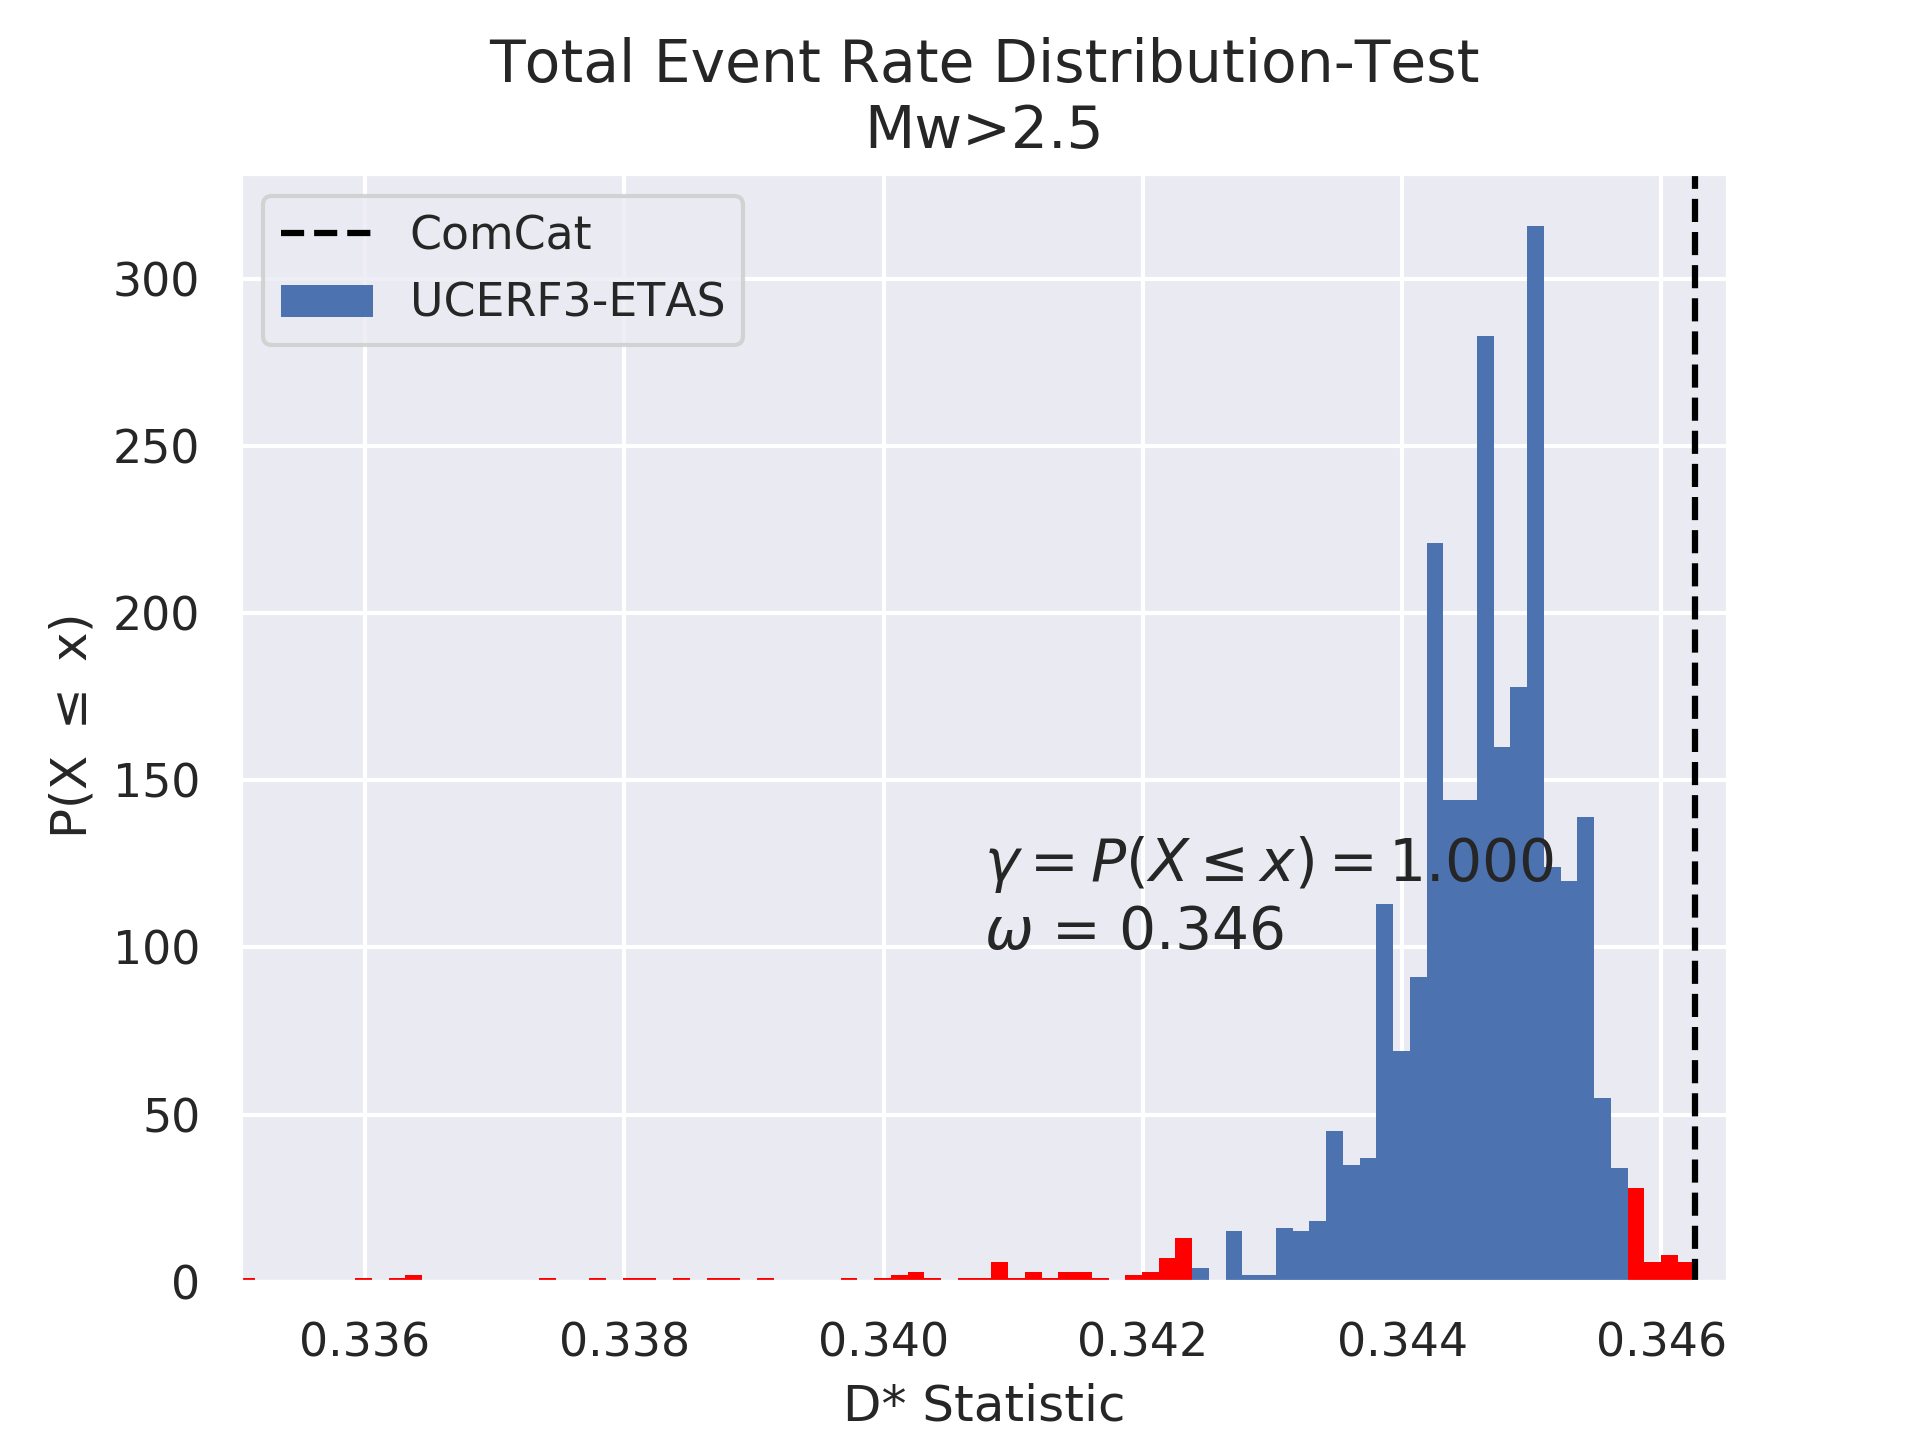 Total Event Rate Distribution-Test
Mw>2.5
ComCat
UCERF3-ETAS
P(X ≤ x)
300
250
200
150
100
50
0
γ = P(X ≤ x) = 1.000
ω = 0.346
0.336 0.338 0.340 0.342 0.344 0.346
D* Statistic